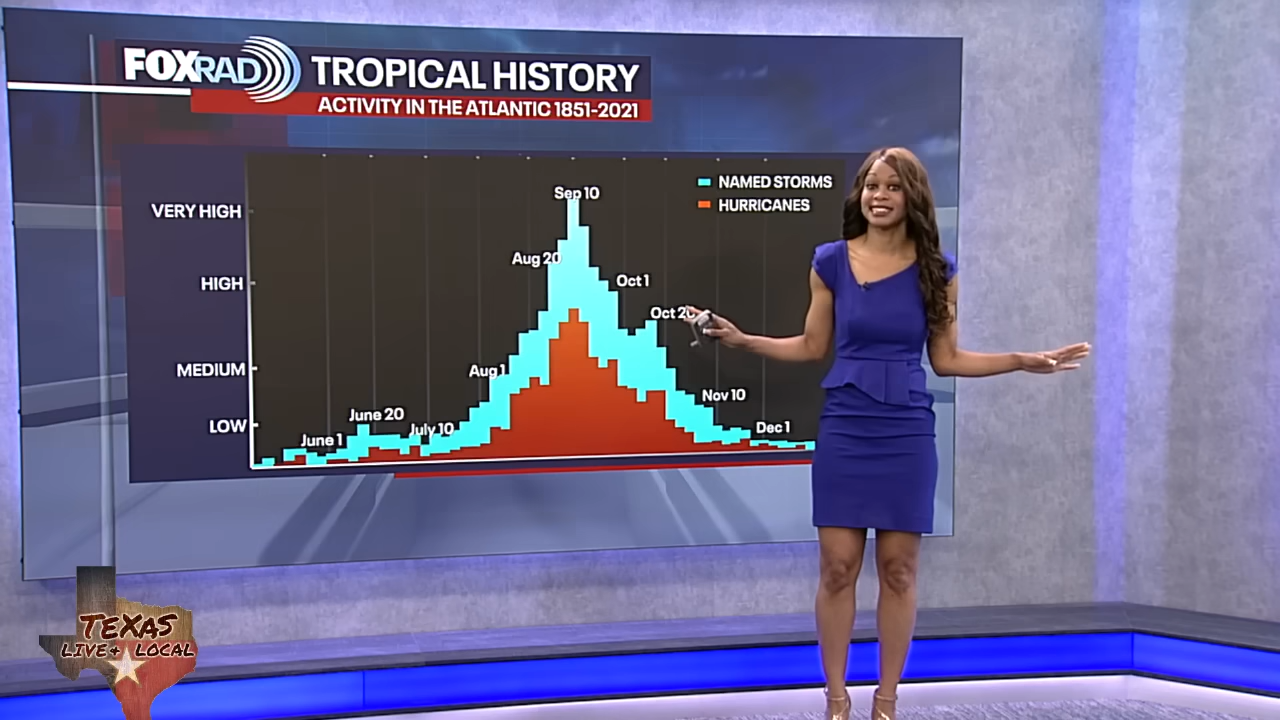 FOXRAD
TROPICAL HISTORY
ACTIVITY IN THE ATLANTIC 1851-2021
NAMED STORMS
HURRICANES
VERY HIGH
HIGH
MEDIUM
LOW
Sep 10
Aug 20
Oct 1
Oct 20
Aug 1
Nov 10
June 20
July 10
Dec 1
June 1
TEXAS
LIVE & LOCAL